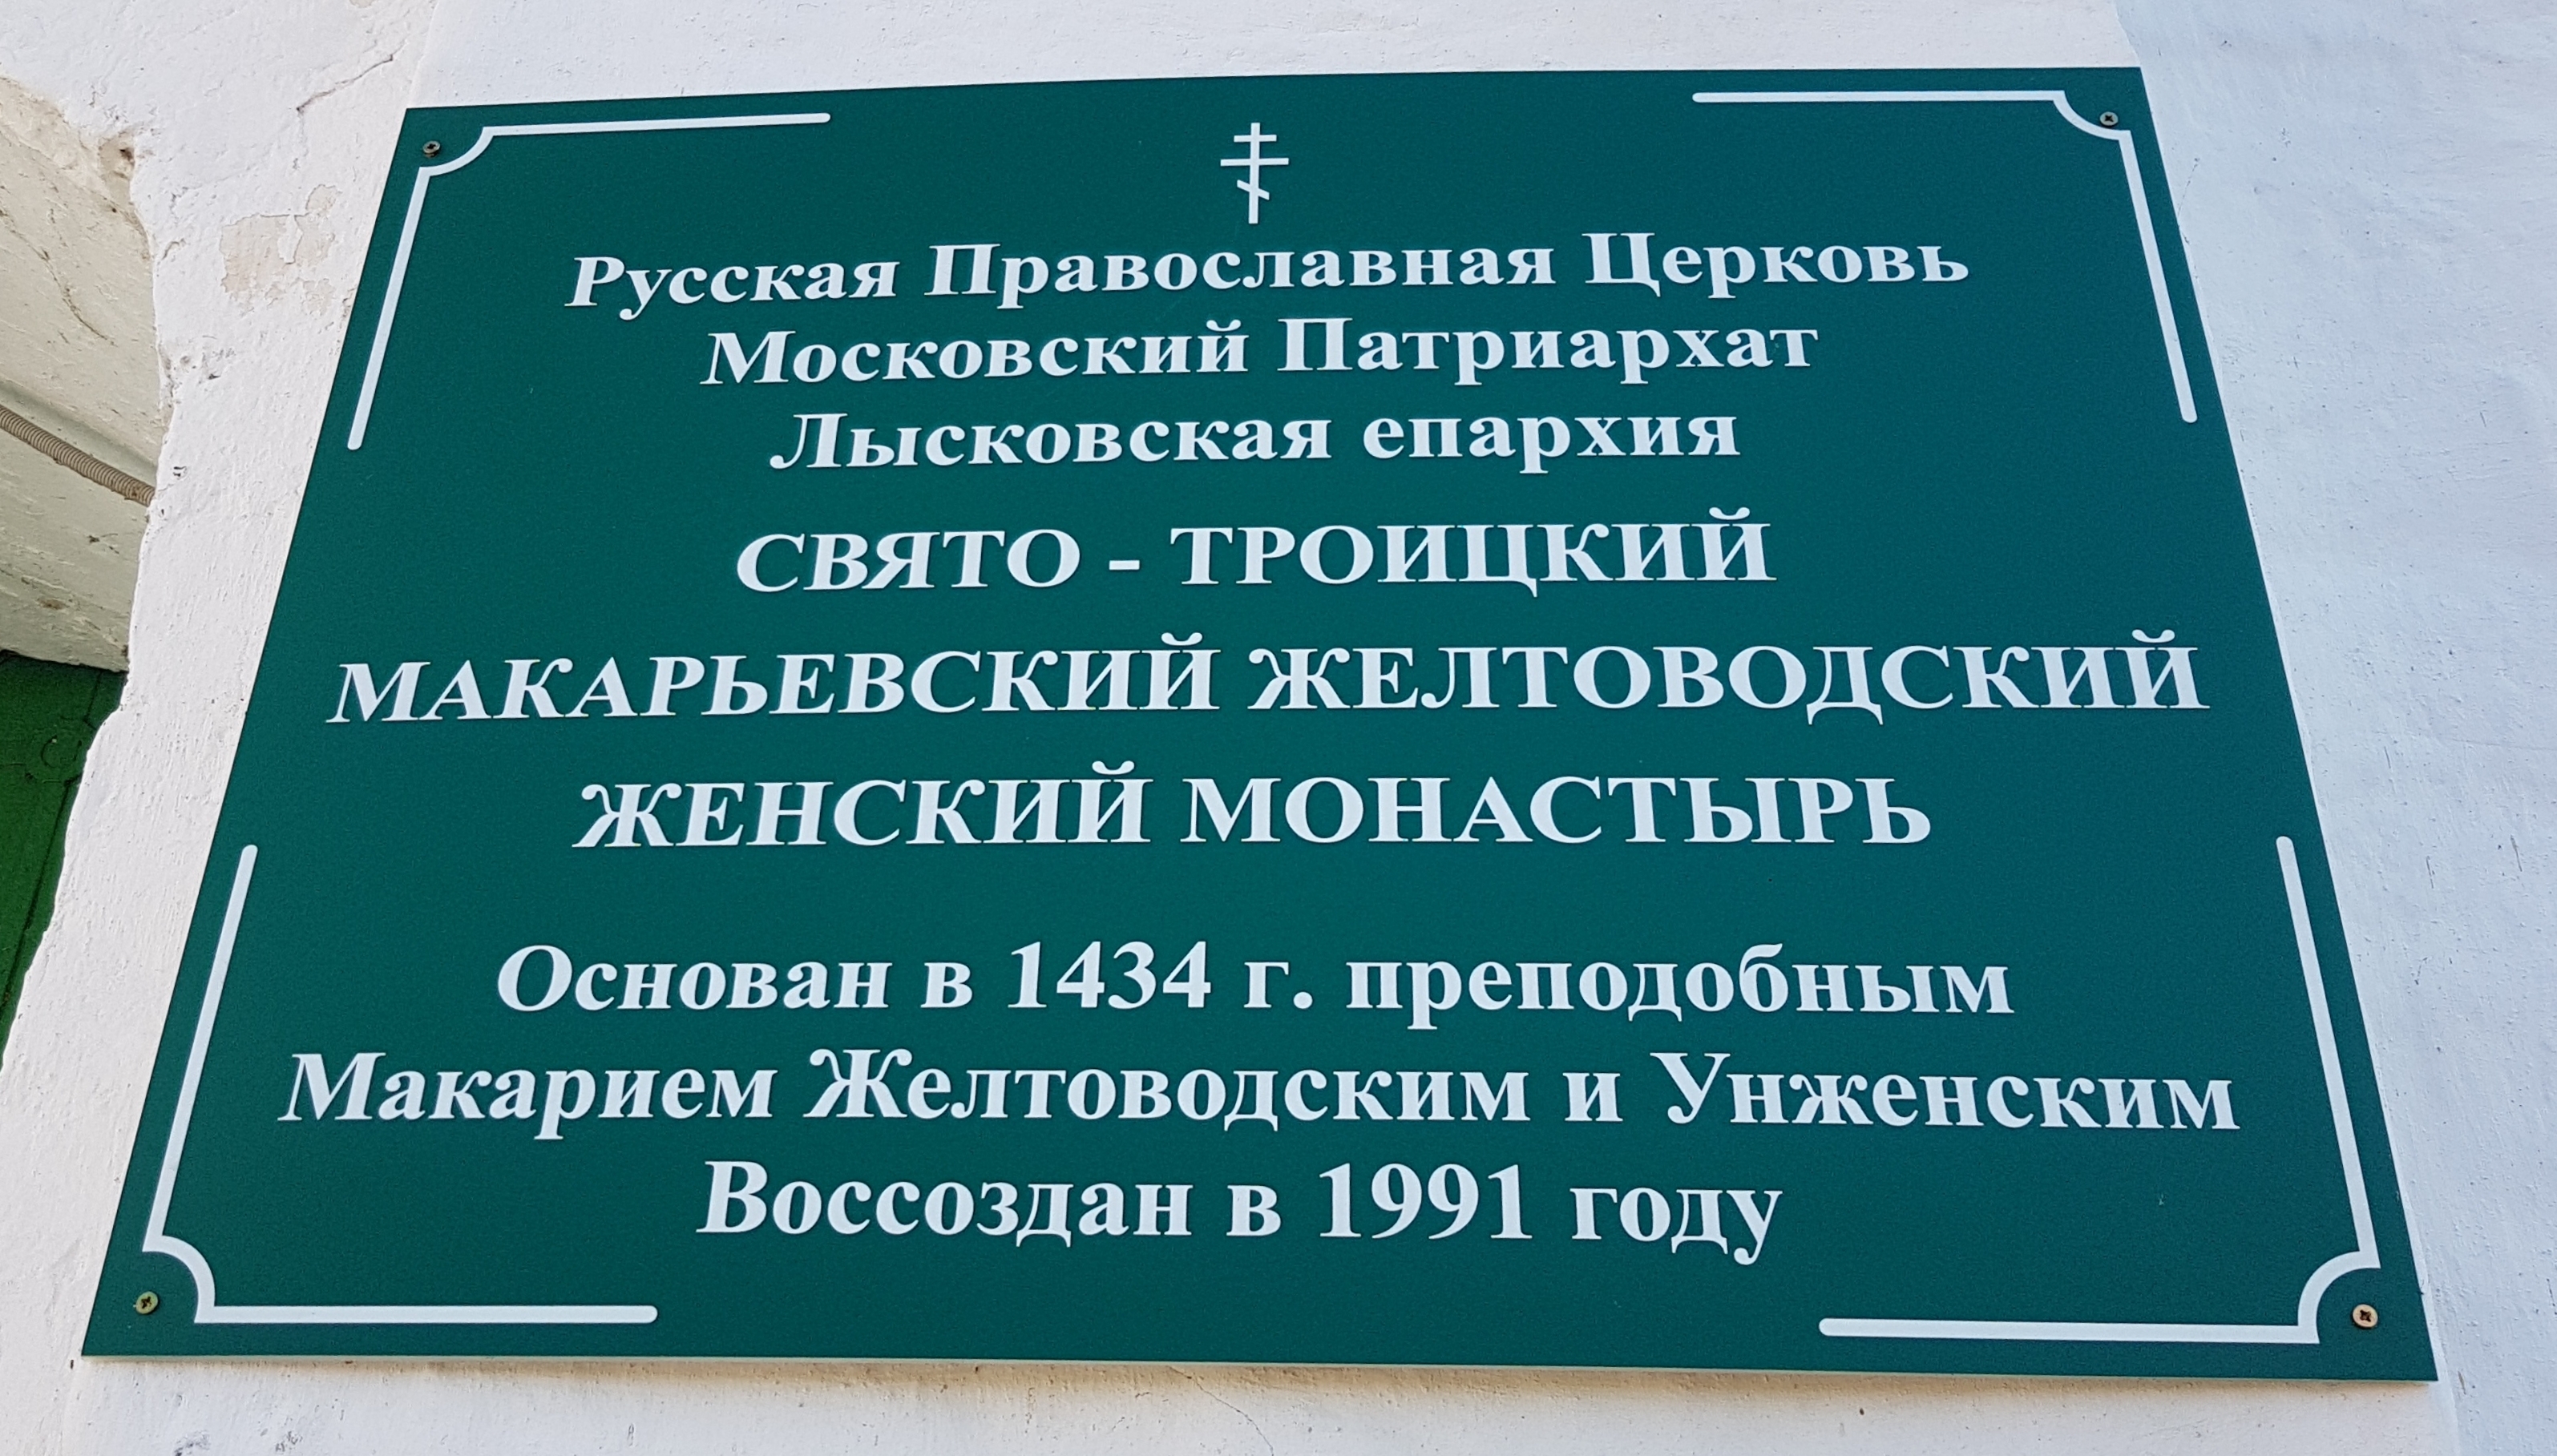 Русская Православная Церковь
Московский Патриархат
Лысковская епархия
СВЯТО - ТРОИЦКИЙ
МАКАРЬЕВСКИЙ ЖЕЛТОВОДСКИЙ
ЖЕНСКИЙ МОНАСТЫРЬ
Основан в 1434 г. преподобным
Макарием Желтоводским и Унженским
Воссоздан в 1991 году